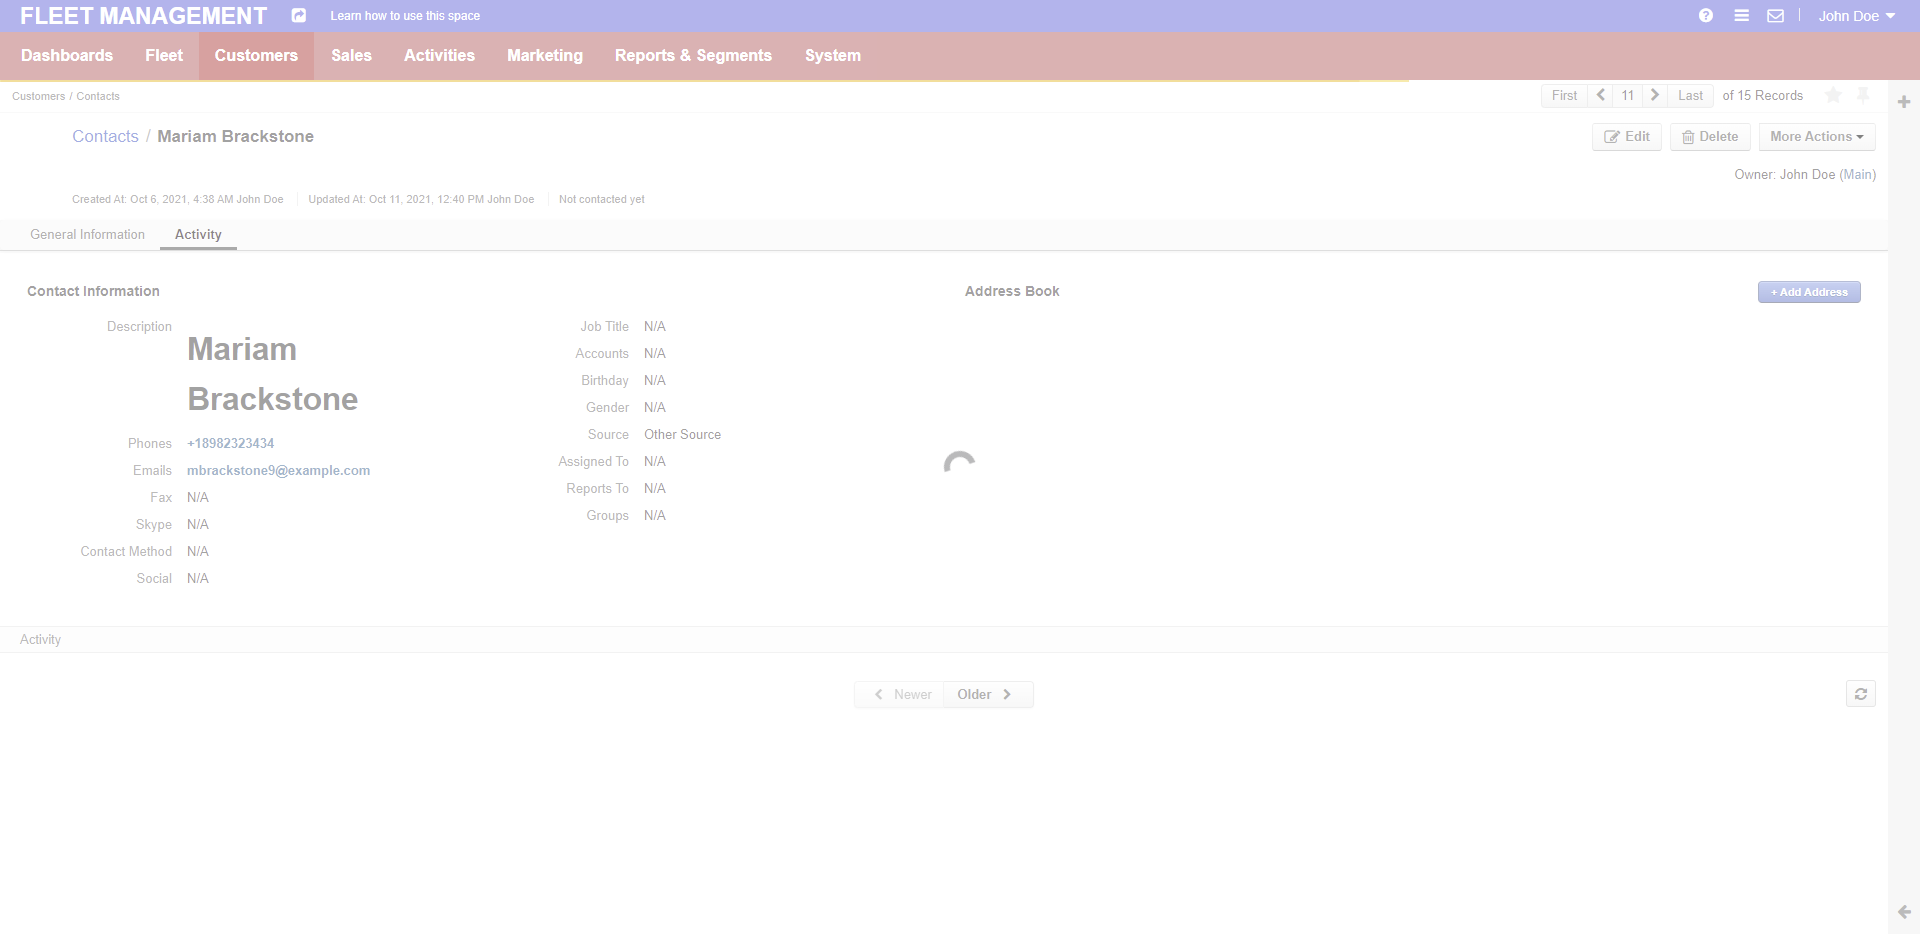 FLEET MANAGEMENT Learn how to use this space John Doe
Dashboards Fleet Customers Sales Activities Marketing Reports & Segments System
Customers / Contacts First 11 Last of 15 Records
Contacts / Mariam Brackstone Edit Delete More Actions
Owner: John Doe (Main)
Created At: Oct 6, 2021, 4:38 AM John Doe Updated At: Oct 11, 2021, 12:40 PM John Doe Not contacted yet
General Information Activity
Contact Information Address Book + Add Address
Description Mariam
Brackstone
Phones +18982323434
Emails mbrackstone9@example.com
Fax N/A
Skype N/A
Contact Method N/A
Social N/A
Job Title N/A
Accounts N/A
Birthday N/A
Gender N/A
Source Other Source
Assigned To N/A
Reports To N/A
Groups N/A
Activity
Newer Older